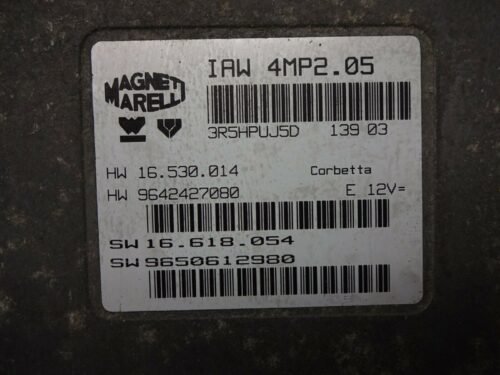 MAGNETI
MARELLI
IAW 4MP2.05
3R5HPUJ5D 139 03
HW 16.530.014 Corbetta
HW 9642427080 E 12V=
SW 16.618.054
SW 9650612980